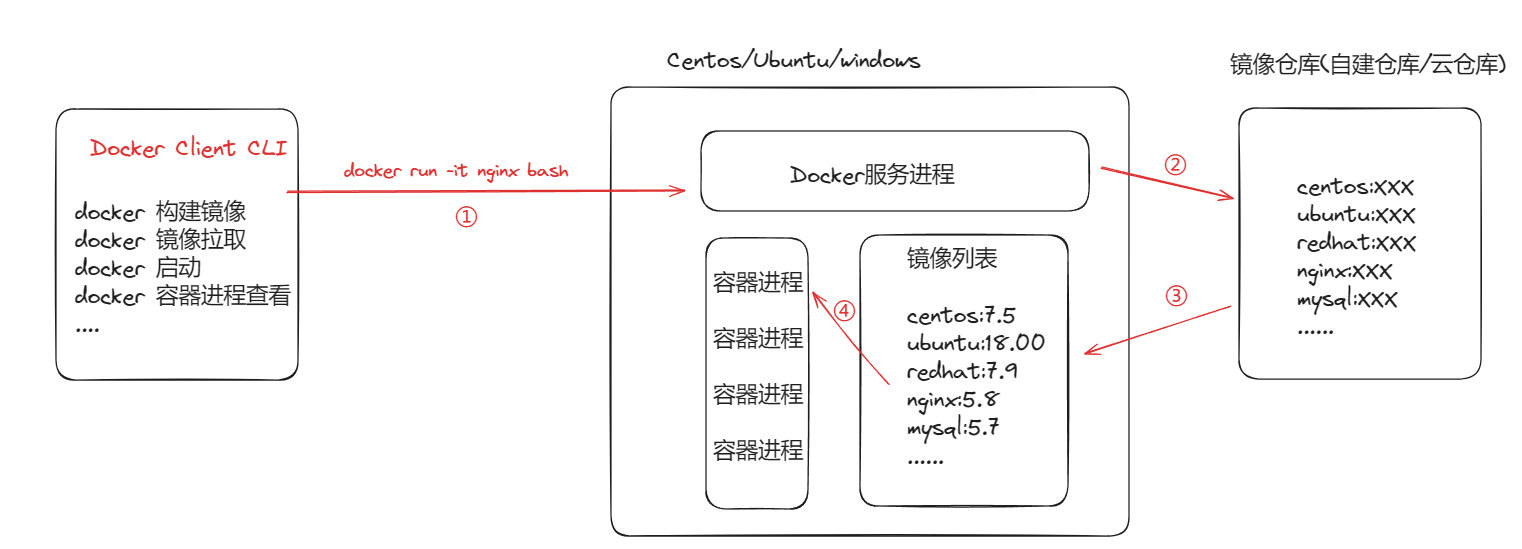 Centos/Ubuntu/windows
镜像仓库(自建仓库/云仓库)
Docker Client CLI
docker 构建镜像
docker 镜像拉取
docker 启动
docker 容器进程查看
....
docker run -it nginx bash
①
Docker服务进程
②
容器进程
容器进程
容器进程
容器进程
④
镜像列表
centos:7.5
ubuntu:18.00
redhat:7.9
nginx:5.8
mysql:5.7
......
③
centos:XXX
ubuntu:XXX
redhat:XXX
nginx:XXX
mysql:XXX
......